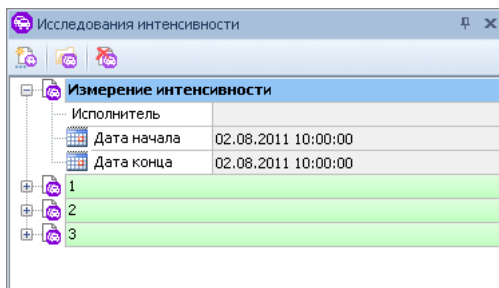 Исследования интенсивности
Измерение интенсивности
Исполнитель
Дата начала 02.08.2011 10:00:00
Дата конца 02.08.2011 10:00:00
1
2
3